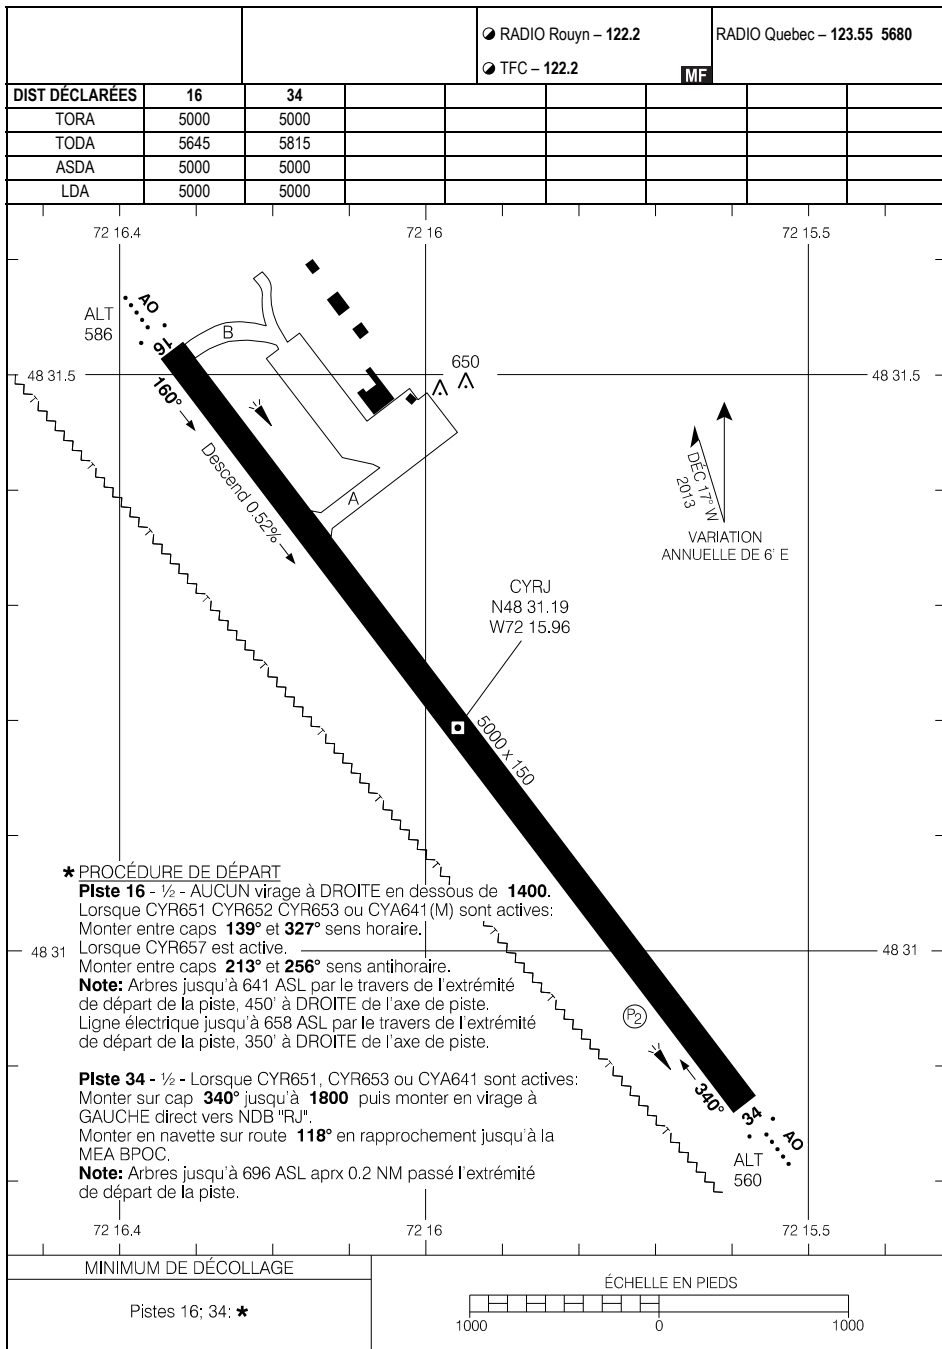 RADIO Rouyn – 122.2
RADIO Quebec – 123.55 5680
TFC – 122.2
MF
DIST DÉCLARÉES 16 34
TORA 5000 5000
TODA 5645 5815
ASDA 5000 5000
LDA 5000 5000
72 16.4 72 16 72 15.5
AO
ALT
586
16
B
650
48 31.5 48 31.5
160°
Descend 0.52%
A
DÉC 17° W
2013
VARIATION
ANNUELLE DE 6' E
CYRJ
N48 31.19
W72 15.96
5000 x 150
* PROCÉDURE DE DÉPART
Piste 16 - ½ - AUCUN virage à DROITE en dessous de 1400.
Lorsque CYR651 CYR652 CYR653 ou CYA641(M) sont actives:
Monter entre caps 139° et 327° sens horaire.
48 31 Lorsque CYR657 est active. 48 31
Monter entre caps 213° et 256° sens antihoraire.
Note: Arbres jusqu'à 641 ASL par le travers de l'extrémité
de départ de la piste, 450' à DROITE de l'axe de piste.
Ligne électrique jusqu'à 658 ASL par le travers de l'extrémité
de départ de la piste, 350' à DROITE de l'axe de piste.
P2
Piste 34 - ½ - Lorsque CYR651, CYR653 ou CYA641 sont actives:
Monter sur cap 340° jusqu'à 1800 puis monter en virage à
GAUCHE direct vers NDB "RJ".
Monter en navette sur route 118° en rapprochement jusqu'à la
MEA BPOC.
Note: Arbres jusqu'à 696 ASL aprx 0.2 NM passé l'extrémité
de départ de la piste.
340°
34
AO
ALT
560
72 16.4 72 16 72 15.5
MINIMUM DE DÉCOLLAGE
Pistes 16; 34: *
ÉCHELLE EN PIEDS
1000 0 1000